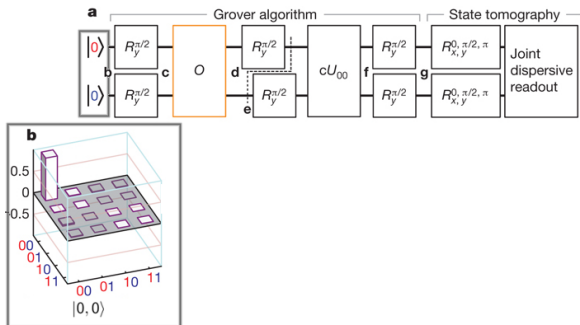 a
Grover algorithm
State tomography
|0⟩ R_y^{π/2} R_y^{π/2} R_y^{π/2} R_{x, y}^{0, π/2, π}
b c O d cU_{00} f g Joint dispersive readout
|0⟩ R_y^{π/2} e R_y^{π/2} R_y^{π/2} R_{x, y}^{0, π/2, π}
b
0.5
0
-0.5
00 01 10 11
00 01 10 11
|0,0⟩